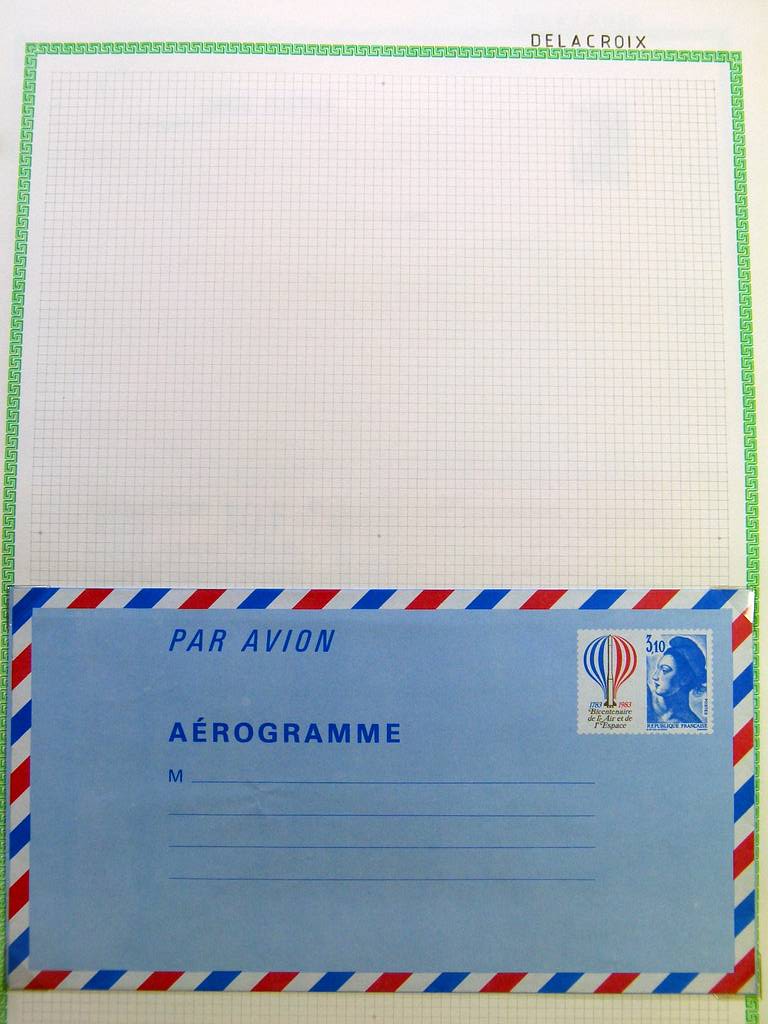 DELACROIX
PAR AVION
3,10
1783 1983
Bicentenaire
de l'Air et de
l'Espace
RÉPUBLIQUE FRANÇAISE
AÉROGRAMME
M